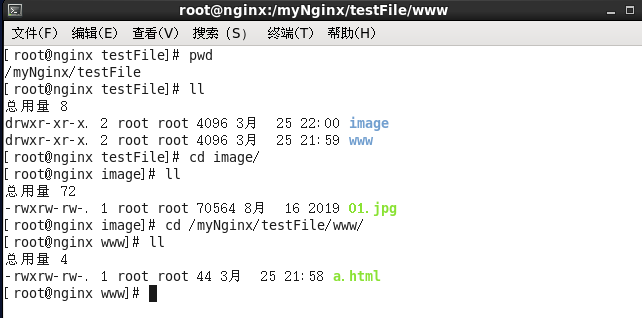 root@nginx:/myNginx/testFile/www
文件(F) 编辑(E) 查看(V) 搜索 (S) 终端(T) 帮助(H)
[root@nginx testFile]# pwd
/myNginx/testFile
[root@nginx testFile]# ll
总用量 8
drwxr-xr-x. 2 root root 4096 3月  25 22:00 image
drwxr-xr-x. 2 root root 4096 3月  25 21:59 www
[root@nginx testFile]# cd image/
[root@nginx image]# ll
总用量 72
-rwxrw-rw-. 1 root root 70564 8月  16 2019 01.jpg
[root@nginx image]# cd /myNginx/testFile/www/
[root@nginx www]# ll
总用量 4
-rwxrw-rw-. 1 root root 44 3月  25 21:58 a.html
[root@nginx www]#